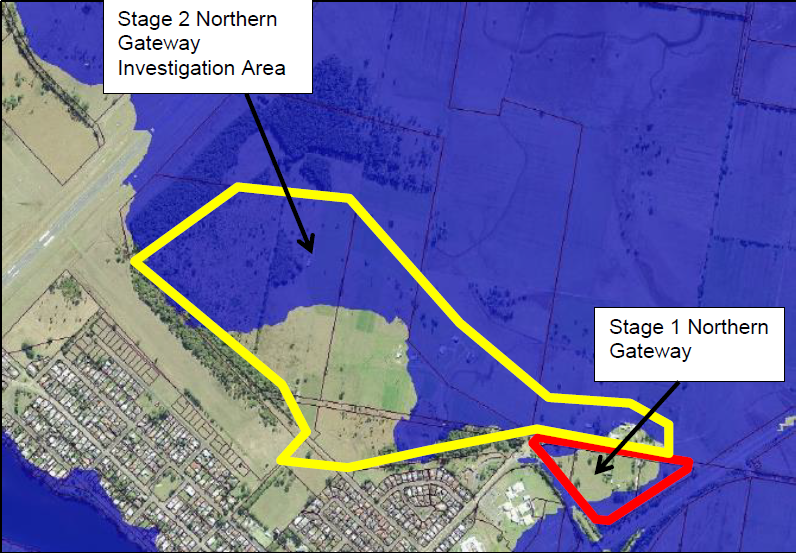 Stage 2 Northern
Gateway
Investigation Area
Stage 1 Northern
Gateway